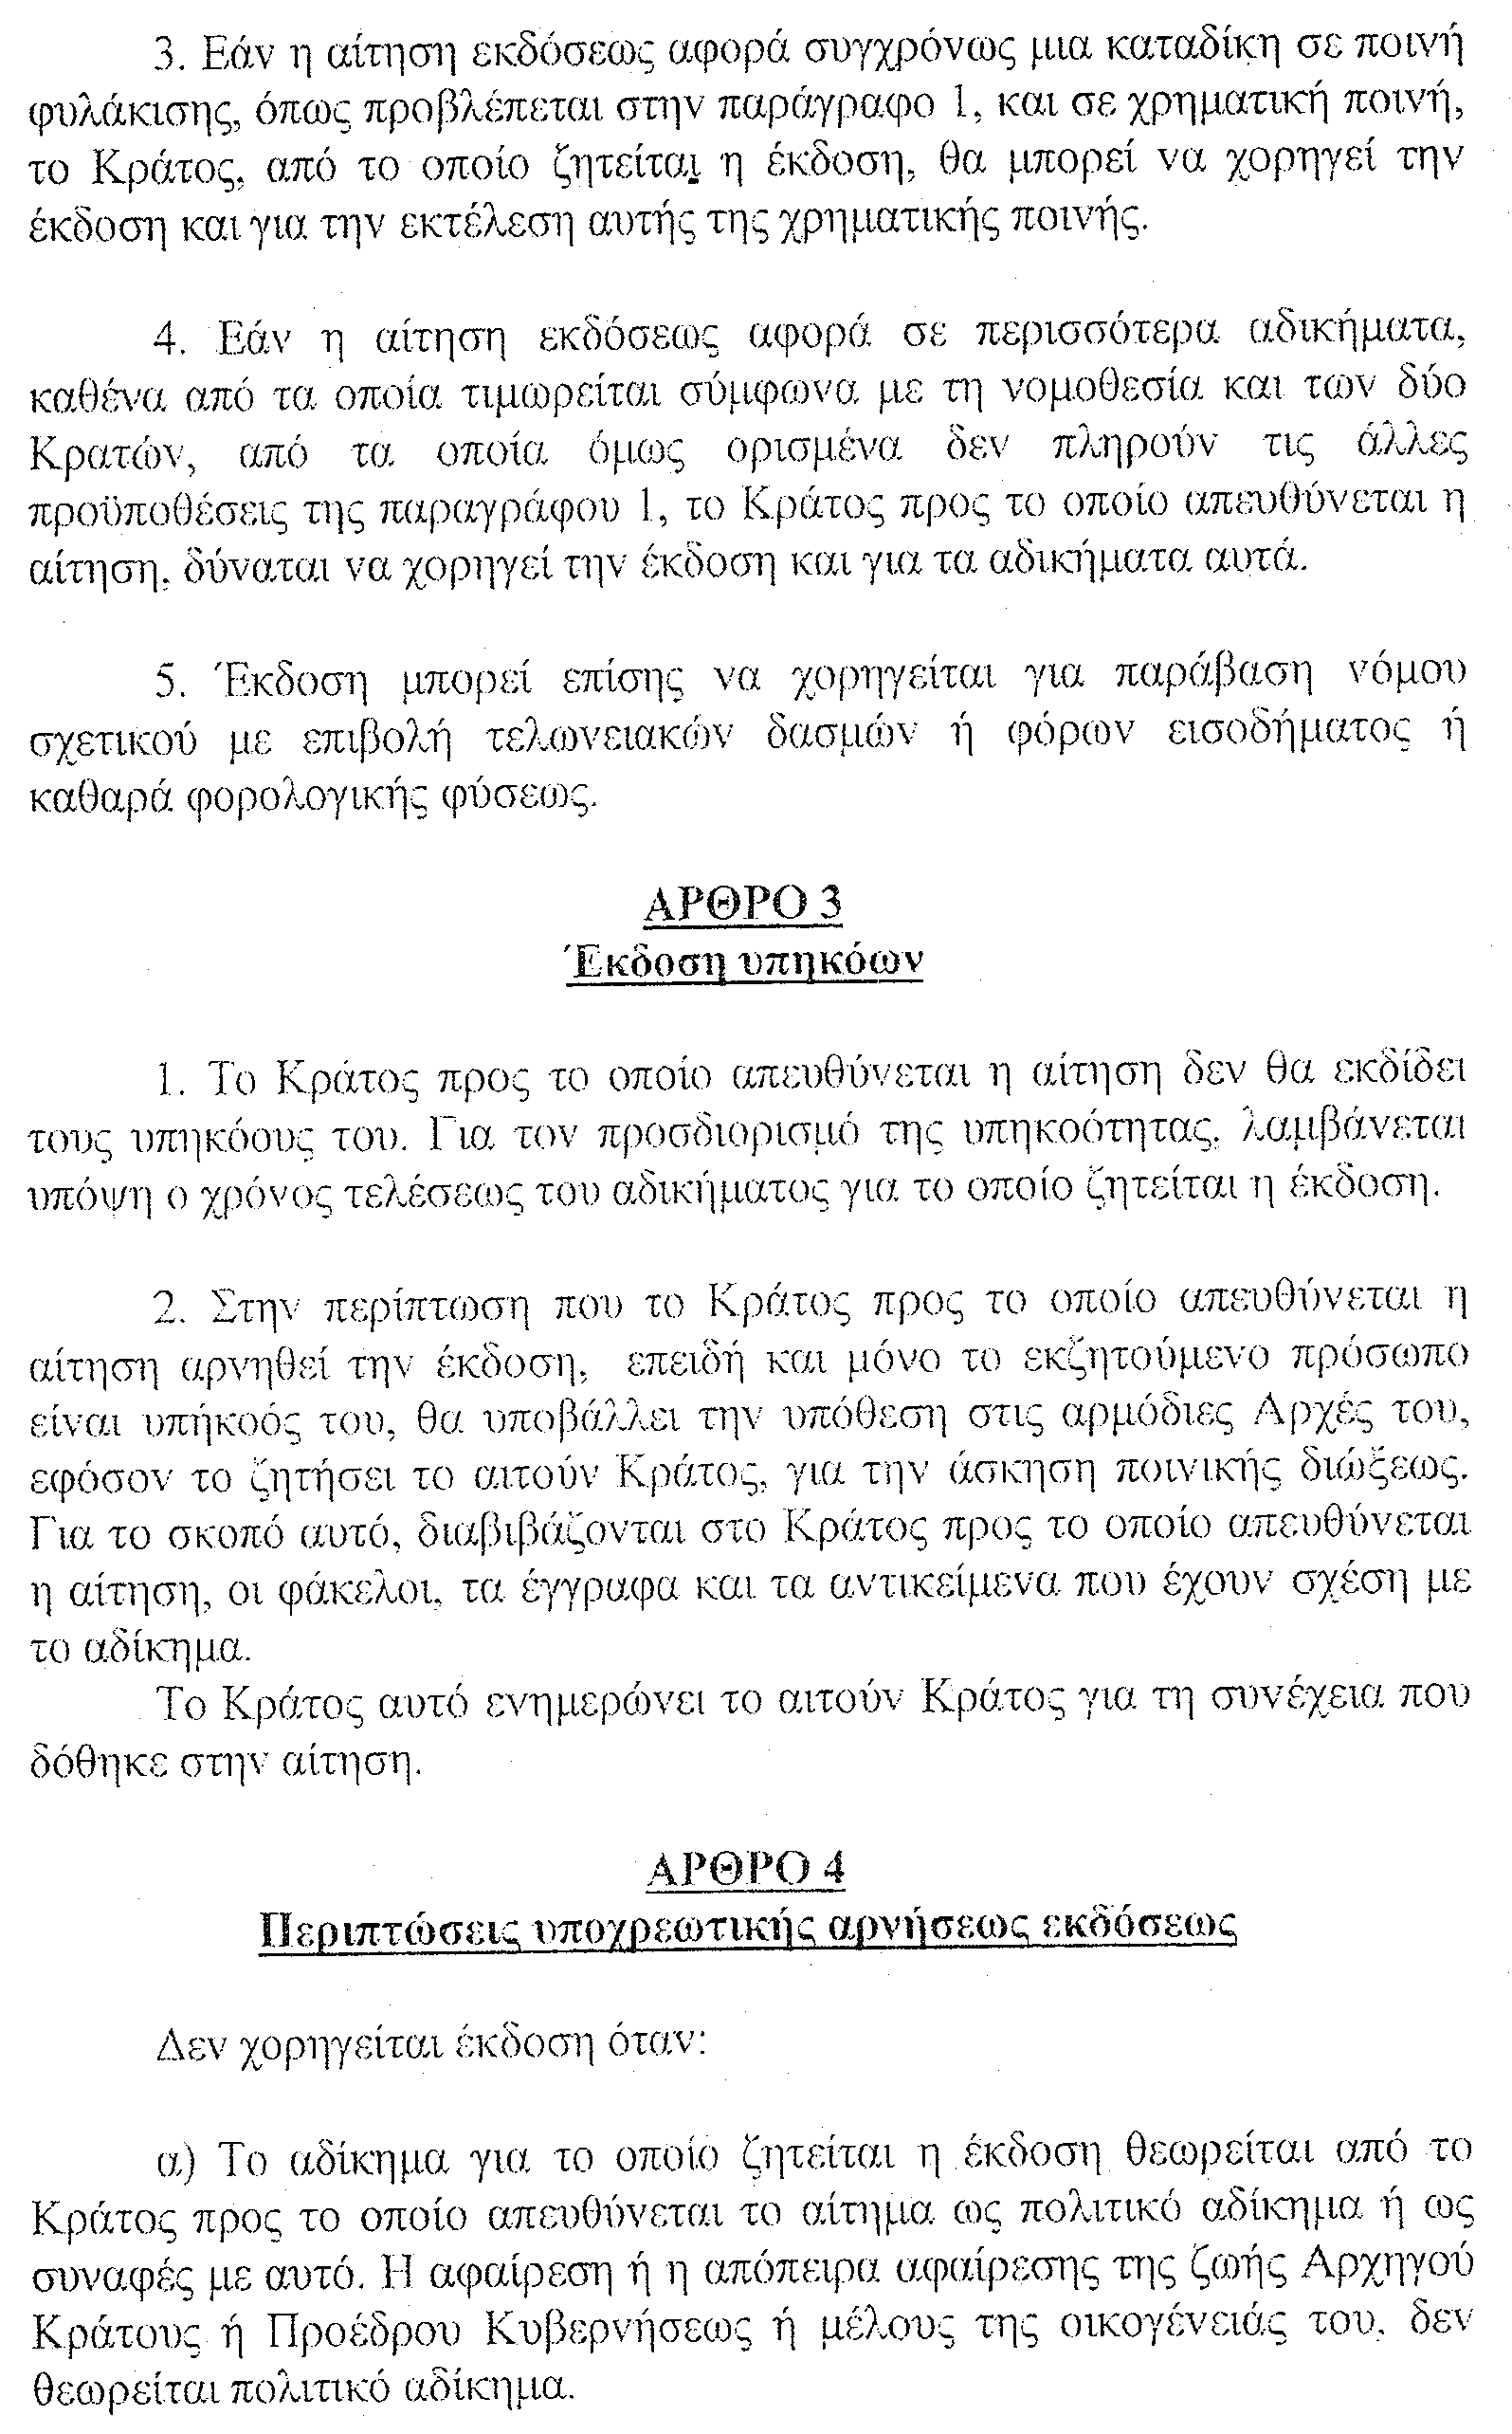 3. Εάν η αίτηση εκδόσεως αφορά συγχρόνως μια καταδίκη σε ποινή
φυλάκισης, όπως προβλέπεται στην παράγραφο 1, και σε χρηματική ποινή,
το Κράτος, από το οποίο ζητείται η έκδοση, θα μπορεί να χορηγεί την
έκδοση και για την εκτέλεση αυτής της χρηματικής ποινής.
4. Εάν η αίτηση εκδόσεως αφορά σε περισσότερα αδικήματα,
καθένα από τα οποία τιμωρείται σύμφωνα με τη νομοθεσία και των δύο
Κρατών, από τα οποία όμως ορισμένα δεν πληρούν τις άλλες
προϋποθέσεις της παραγράφου 1, το Κράτος προς το οποίο απευθύνεται η
αίτηση, δύναται να χορηγεί την έκδοση και για τα αδικήματα αυτά.
5. Έκδοση μπορεί επίσης να χορηγείται για παράβαση νόμου
σχετικού με επιβολή τελωνειακών δασμών ή φόρων εισοδήματος ή
καθαρά φορολογικής φύσεως.
ΑΡΘΡΟ 3
Έκδοση υπηκόων
1. Το Κράτος προς το οποίο απευθύνεται η αίτηση δεν θα εκδίδει
τους υπηκόους του. Για τον προσδιορισμό της υπηκοότητας, λαμβάνεται
υπόψη ο χρόνος τελέσεως του αδικήματος για το οποίο ζητείται η έκδοση.
2. Στην περίπτωση που το Κράτος προς το οποίο απευθύνεται η
αίτηση αρνηθεί την έκδοση, επειδή και μόνο το εκζητούμενο πρόσωπο
είναι υπήκοός του, θα υποβάλλει την υπόθεση στις αρμόδιες Αρχές του,
εφόσον το ζητήσει το αιτούν Κράτος, για την άσκηση ποινικής διώξεως.
Για το σκοπό αυτό, διαβιβάζονται στο Κράτος προς το οποίο απευθύνεται
η αίτηση, οι φάκελοι, τα έγγραφα και τα αντικείμενα που έχουν σχέση με
το αδίκημα.
Το Κράτος αυτό ενημερώνει το αιτούν Κράτος για τη συνέχεια που
δόθηκε στην αίτηση.
ΑΡΘΡΟ 4
Περιπτώσεις υποχρεωτικής αρνήσεως εκδόσεως
Δεν χορηγείται έκδοση όταν:
α) Το αδίκημα για το οποίο ζητείται η έκδοση θεωρείται από το
Κράτος προς το οποίο απευθύνεται το αίτημα ως πολιτικό αδίκημα ή ως
συναφές με αυτό. Η αφαίρεση ή η απόπειρα αφαίρεσης της ζωής Αρχηγού
Κράτους ή Προέδρου Κυβερνήσεως ή μέλους της οικογένειάς του, δεν
θεωρείται πολιτικό αδίκημα.